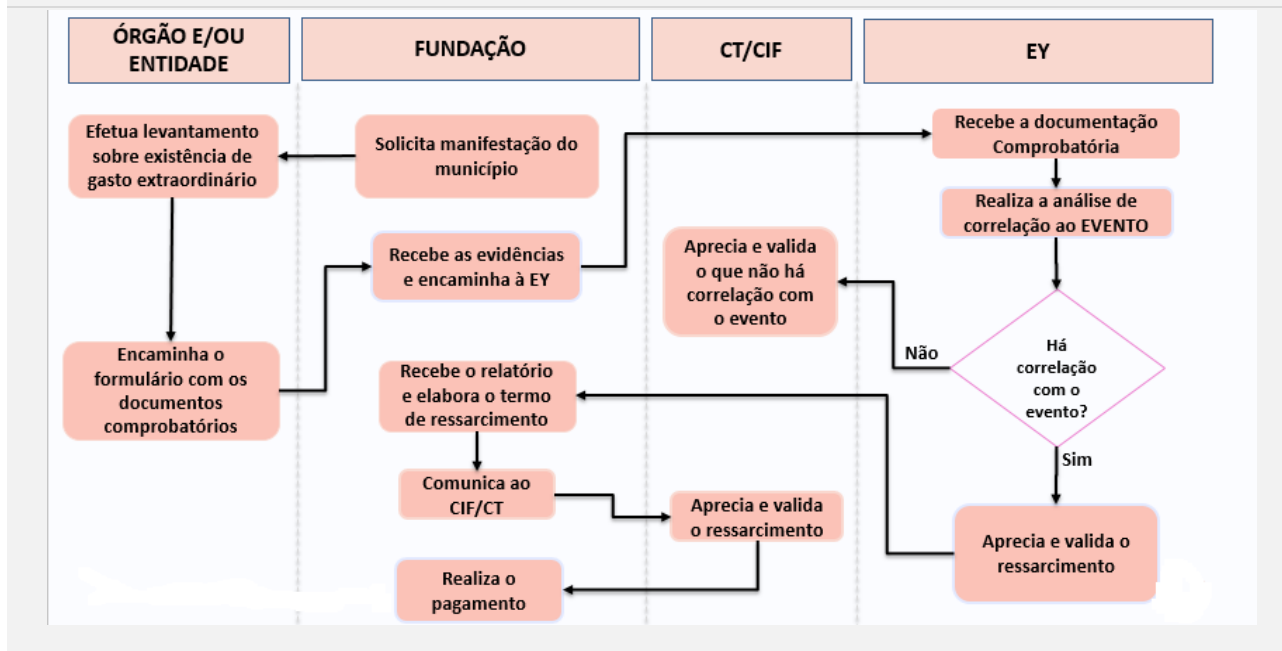 ÓRGÃO E/OU
ENTIDADE
FUNDAÇÃO
CT/CIF
EY
Efetua levantamento
sobre existência de
gasto extraordinário
Solicita manifestação do
município
Recebe a documentação
Comprobatória
Realiza a análise de
correlação ao EVENTO
Recebe as evidências
e encaminha à EY
Aprecia e valida
o que não há
correlação com
o evento
Encaminha o
formulário com os
documentos
comprobatórios
Há
correlação
com o
evento?
Não
Sim
Recebe o relatório
e elabora o termo
de ressarcimento
Comunica ao
CIF/CT
Aprecia e valida
o ressarcimento
Aprecia e valida o
ressarcimento
Realiza o
pagamento